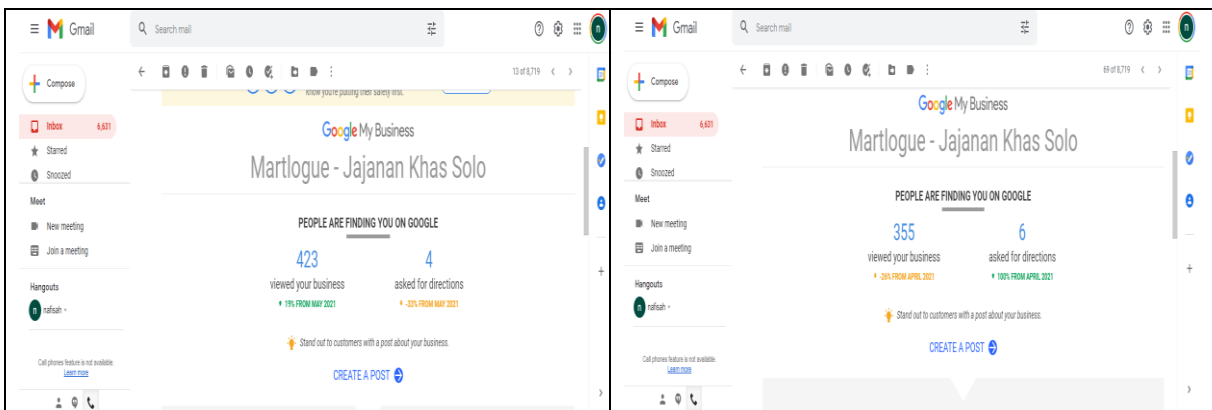 Gmail
Search mail
Compose
13 of 8,719
Know you're putting their safety first.
Inbox 6,631
Starred
Snoozed
Meet
New meeting
Join a meeting
Hangouts
n nafisah
Call phones feature is not available.
Learn more
Google My Business
Martlogue - Jajanan Khas Solo
PEOPLE ARE FINDING YOU ON GOOGLE
423 4
viewed your business asked for directions
19% FROM MAY 2021 -33% FROM MAY 2021
Stand out to customers with a post about your business.
CREATE A POST
n
Gmail
Search mail
Compose
69 of 8,719
Inbox 6,631
Starred
Snoozed
Meet
New meeting
Join a meeting
Hangouts
n nafisah
Call phones feature is not available.
Learn more
Google My Business
Martlogue - Jajanan Khas Solo
PEOPLE ARE FINDING YOU ON GOOGLE
355 6
viewed your business asked for directions
-26% FROM APRIL 2021 100% FROM APRIL 2021
Stand out to customers with a post about your business.
CREATE A POST
n